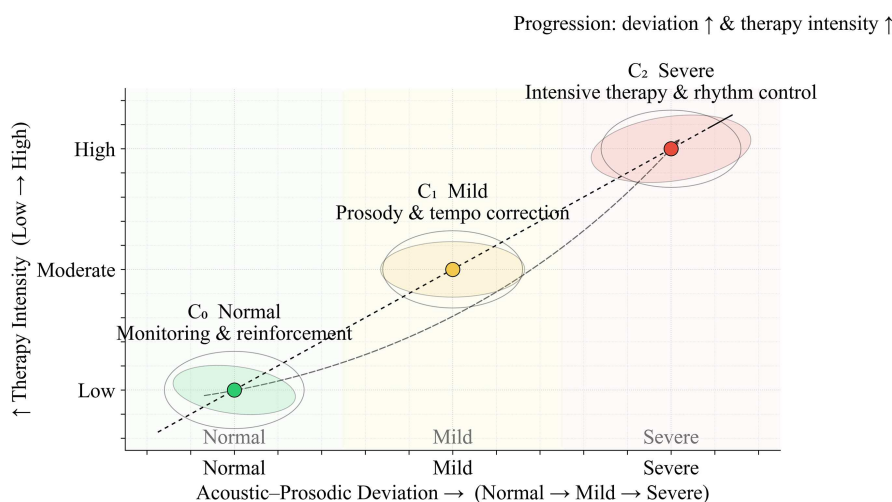 Progression: deviation ↑ & therapy intensity ↑
C₂ Severe
Intensive therapy & rhythm control
High
C₁ Mild
Prosody & tempo correction
Moderate
C₀ Normal
Monitoring & reinforcement
Low
↑ Therapy Intensity (Low → High)
Normal
Mild
Severe
Normal
Mild
Severe
Acoustic–Prosodic Deviation → (Normal → Mild → Severe)